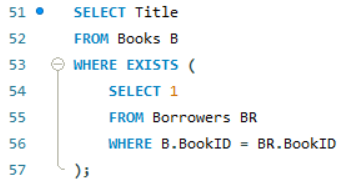 51 SELECT Title
52 FROM Books B
53 WHERE EXISTS (
54 SELECT 1
55 FROM Borrowers BR
56 WHERE B.BookID = BR.BookID
57 );